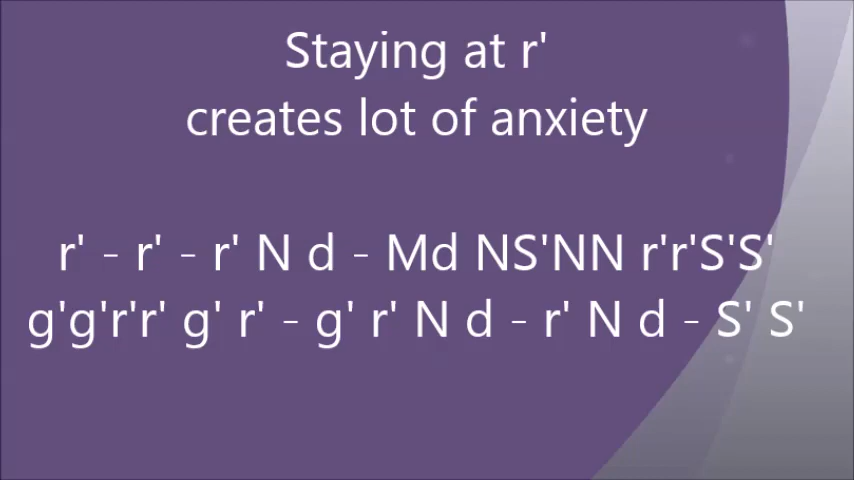 Staying at r'
creates lot of anxiety
r' - r' - r' N d - Md NS'NN r'r'S'S'
g'g'r'r' g' r' - g' r' N d - r' N d - S' S'